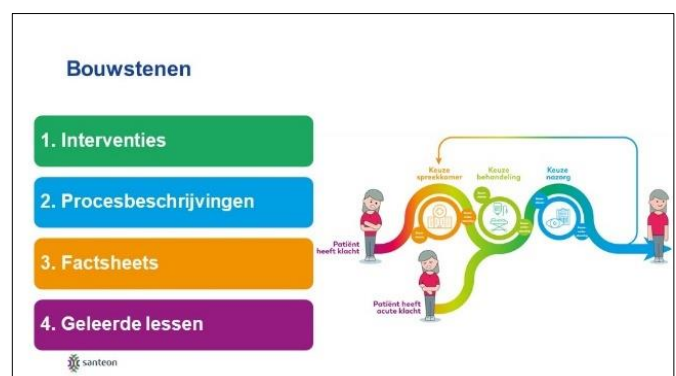 Bouwstenen
1. Interventies
2. Procesbeschrijvingen
3. Factsheets
4. Geleerde lessen
Keuze
spreekkamer
Keuze
behandeling
Keuze
nazorg
Patiënt
heeft klacht
Patiënt heeft
acute klacht
santeon